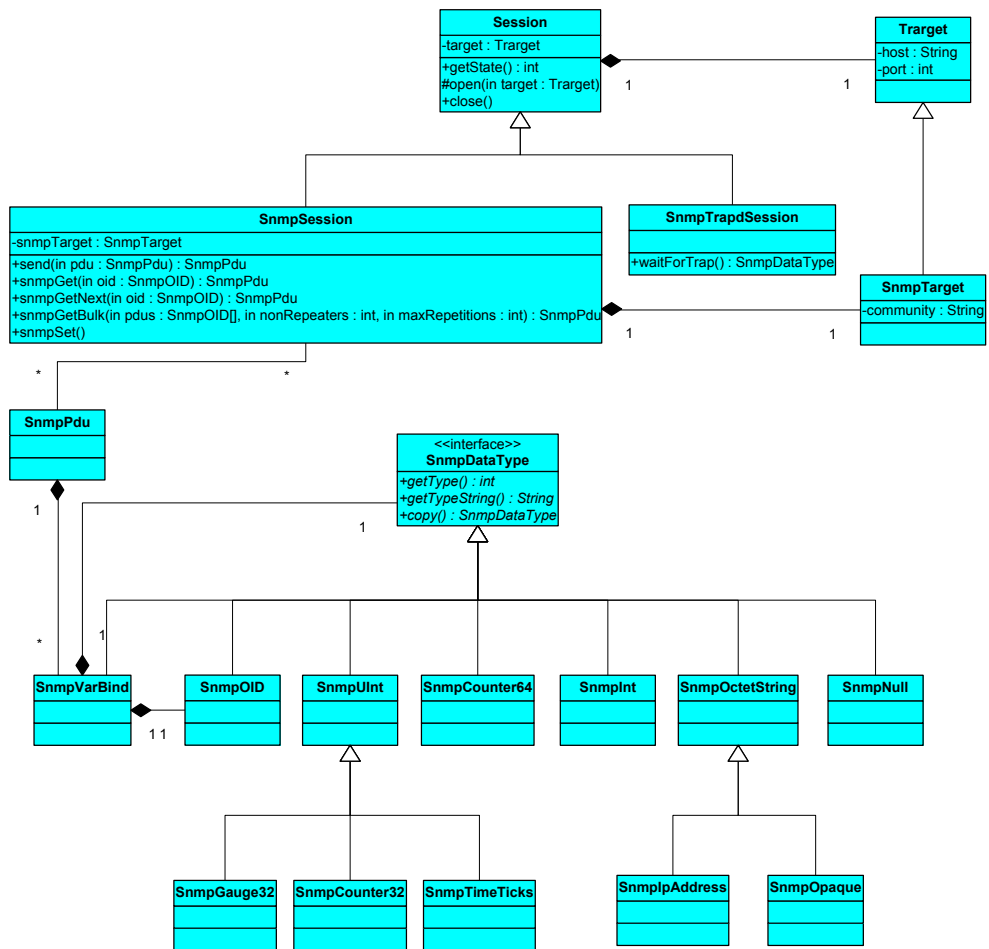 Session
-target : Trarget
+getState() : int
#open(in target : Trarget)
+close()
Trarget
-host : String
-port : int
1
1
SnmpSession
-snmpTarget : SnmpTarget
+send(in pdu : SnmpPdu) : SnmpPdu
+snmpGet(in oid : SnmpOID) : SnmpPdu
+snmpGetNext(in oid : SnmpOID) : SnmpPdu
+snmpGetBulk(in pdus : SnmpOID[], in nonRepeaters : int, in maxRepetitions : int) : SnmpPdu
+snmpSet()
SnmpTrapdSession
+waitForTrap() : SnmpDataType
SnmpTarget
-community : String
1
1
*
*
SnmpPdu
<<interface>>
SnmpDataType
+getType() : int
+getTypeString() : String
+copy() : SnmpDataType
1
1
*
1
SnmpVarBind
SnmpOID
SnmpUInt
SnmpCounter64
SnmpInt
SnmpOctetString
SnmpNull
1 1
SnmpGauge32
SnmpCounter32
SnmpTimeTicks
SnmpIpAddress
SnmpOpaque